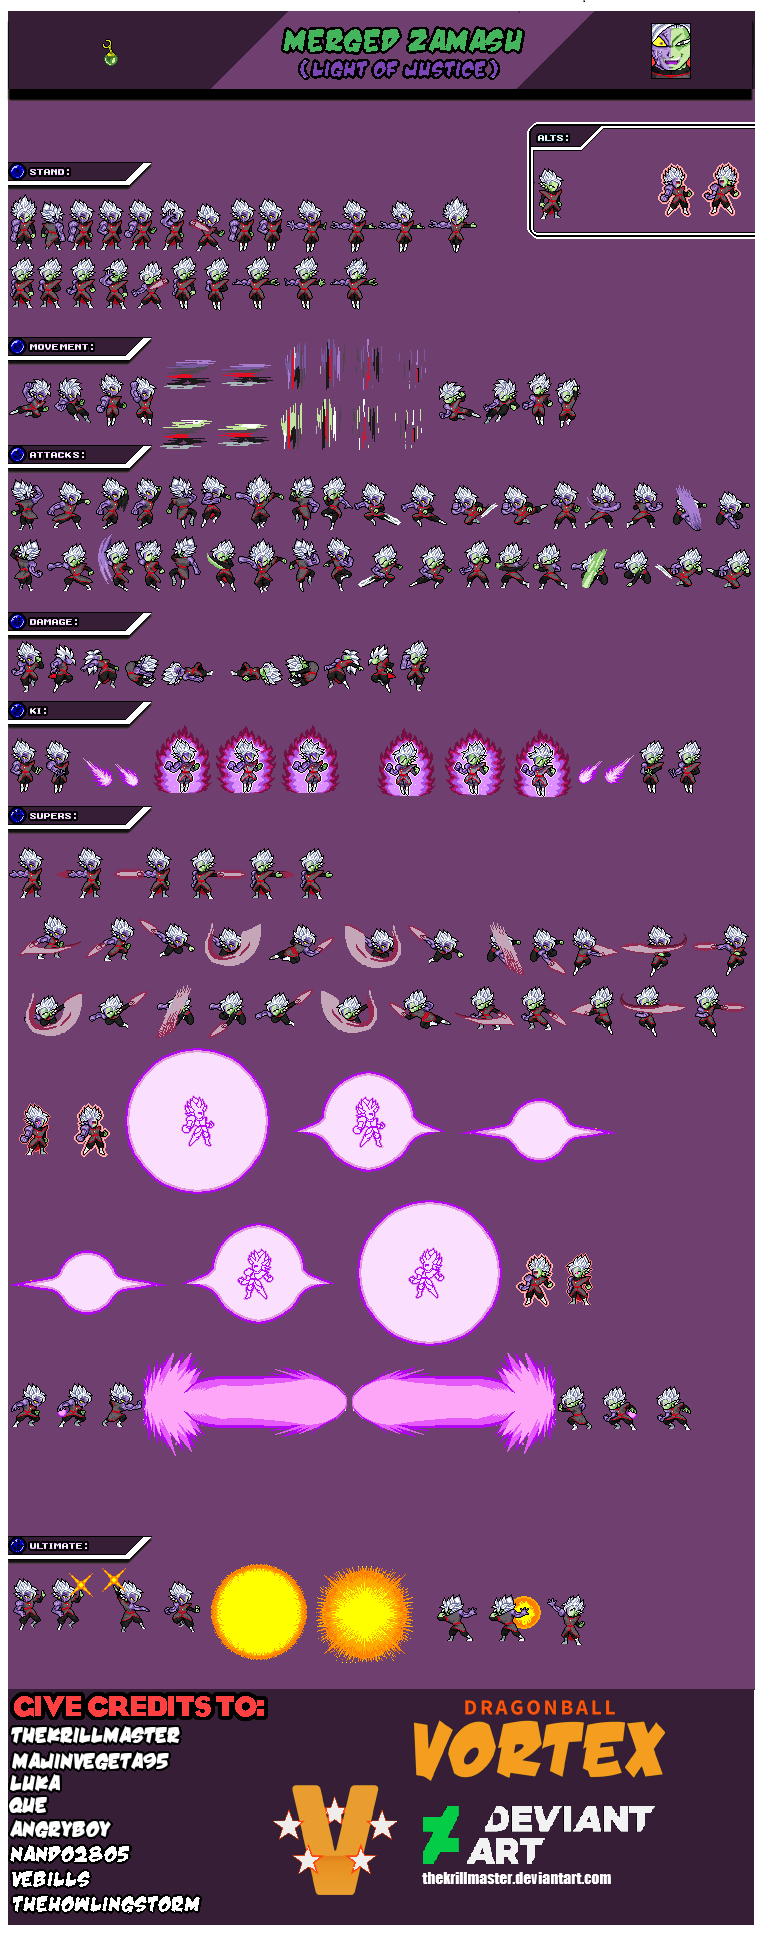 MERGED ZAMASU
(LIGHT OF JUSTICE)
ALTS:
STAND:
MOVEMENT:
ATTACKS:
DAMAGE:
KI:
SUPERS:
ULTIMATE:
GIVE CREDITS TO:
THEKRILLMASTER
MAJINVEGETA95
LUKA
QUE
ANGRYBOY
NANDO2805
VEBILLS
THEHOWLINGSTORM
DRAGONBALL
VORTEX
V
DEVIANT
ART
thekrillmaster.deviantart.com